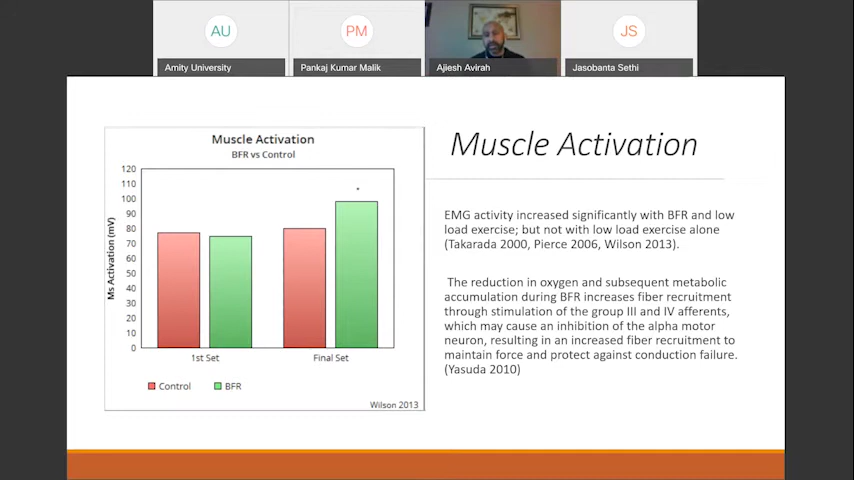 AU
PM
JS
Amity University
Pankaj Kumar Malik
Ajiesh Avirah
Jasobanta Sethi
Muscle Activation
BFR vs Control
120
110
100
90
80
70
60
50
40
30
20
10
0
Ms Activation (mV)
*
1st Set
Final Set
Control
BFR
Wilson 2013
Muscle Activation
EMG activity increased significantly with BFR and low
load exercise; but not with low load exercise alone
(Takarada 2000, Pierce 2006, Wilson 2013).
The reduction in oxygen and subsequent metabolic
accumulation during BFR increases fiber recruitment
through stimulation of the group III and IV afferents,
which may cause an inhibition of the alpha motor
neuron, resulting in an increased fiber recruitment to
maintain force and protect against conduction failure.
(Yasuda 2010)